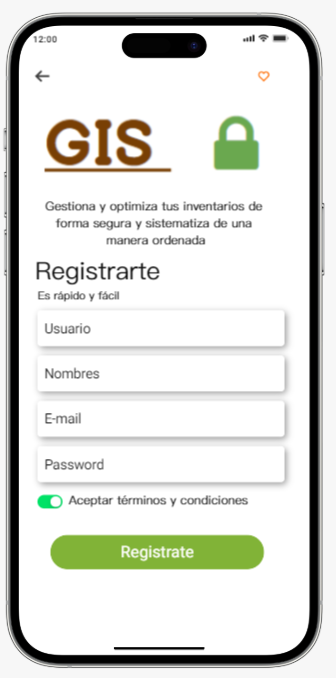 12:00
GIS
Gestiona y optimiza tus inventarios de
forma segura y sistematiza de una
manera ordenada
Registrarte
Es rápido y fácil
Usuario
Nombres
E-mail
Password
Aceptar términos y condiciones
Registrate